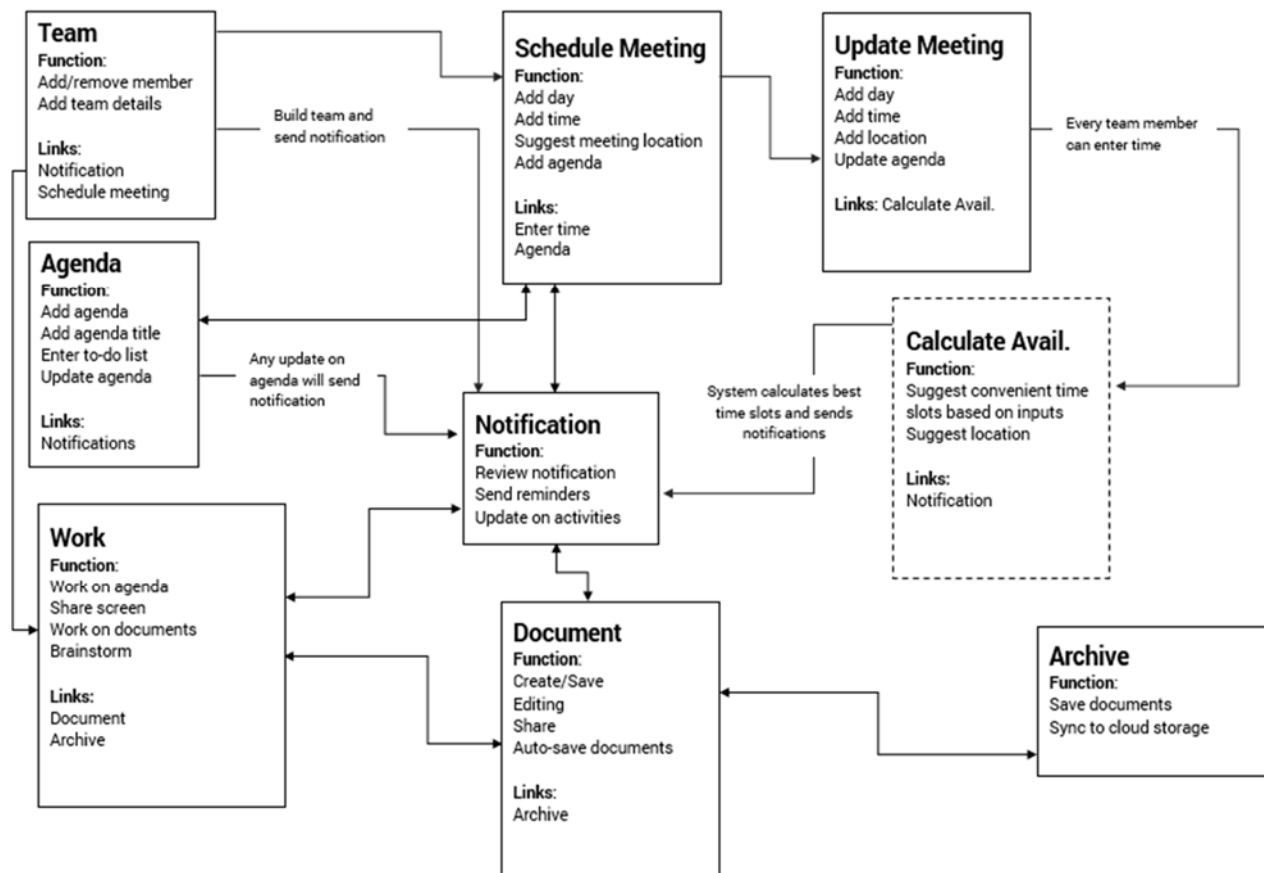 Team
Function:
Add/remove member
Add team details
Links:
Notification
Schedule meeting
Build team and
send notification
Schedule Meeting
Function:
Add day
Add time
Suggest meeting location
Add agenda
Links:
Enter time
Agenda
Update Meeting
Function:
Add day
Add time
Add location
Update agenda
Links: Calculate Avail.
Every team member
can enter time
Agenda
Function:
Add agenda
Add agenda title
Enter to-do list
Update agenda
Links:
Notifications
Any update on
agenda will send
notification
Notification
Function:
Review notification
Send reminders
Update on activities
System calculates best
time slots and sends
notifications
Calculate Avail.
Function:
Suggest convenient time
slots based on inputs
Suggest location
Links:
Notification
Work
Function:
Work on agenda
Share screen
Work on documents
Brainstorm
Links:
Document
Archive
Document
Function:
Create/Save
Editing
Share
Auto-save documents
Links:
Archive
Archive
Function:
Save documents
Sync to cloud storage